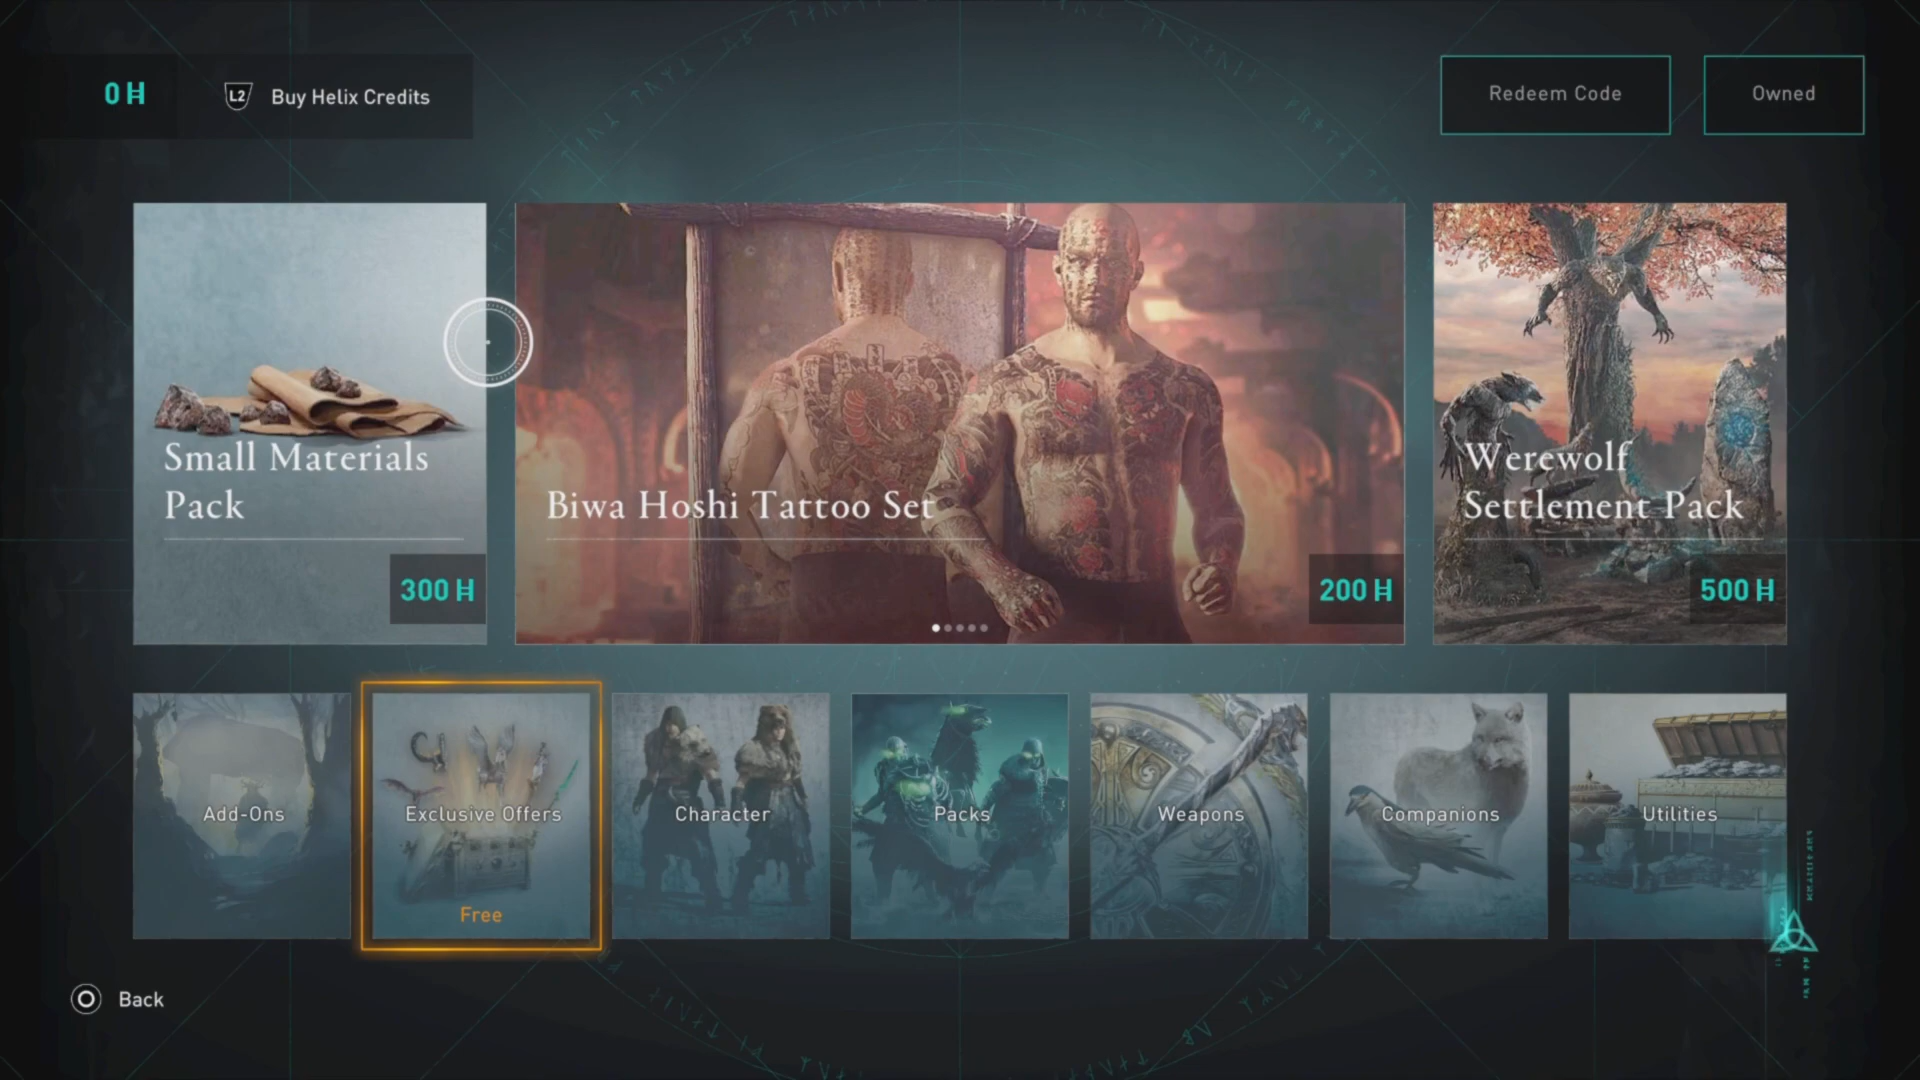 0 H
L2 Buy Helix Credits
Redeem Code
Owned
Small Materials
Pack
300 H
Biwa Hoshi Tattoo Set
200 H
Werewolf
Settlement Pack
500 H
Add-Ons
Exclusive Offers
Free
Character
Packs
Weapons
Companions
Utilities
Back